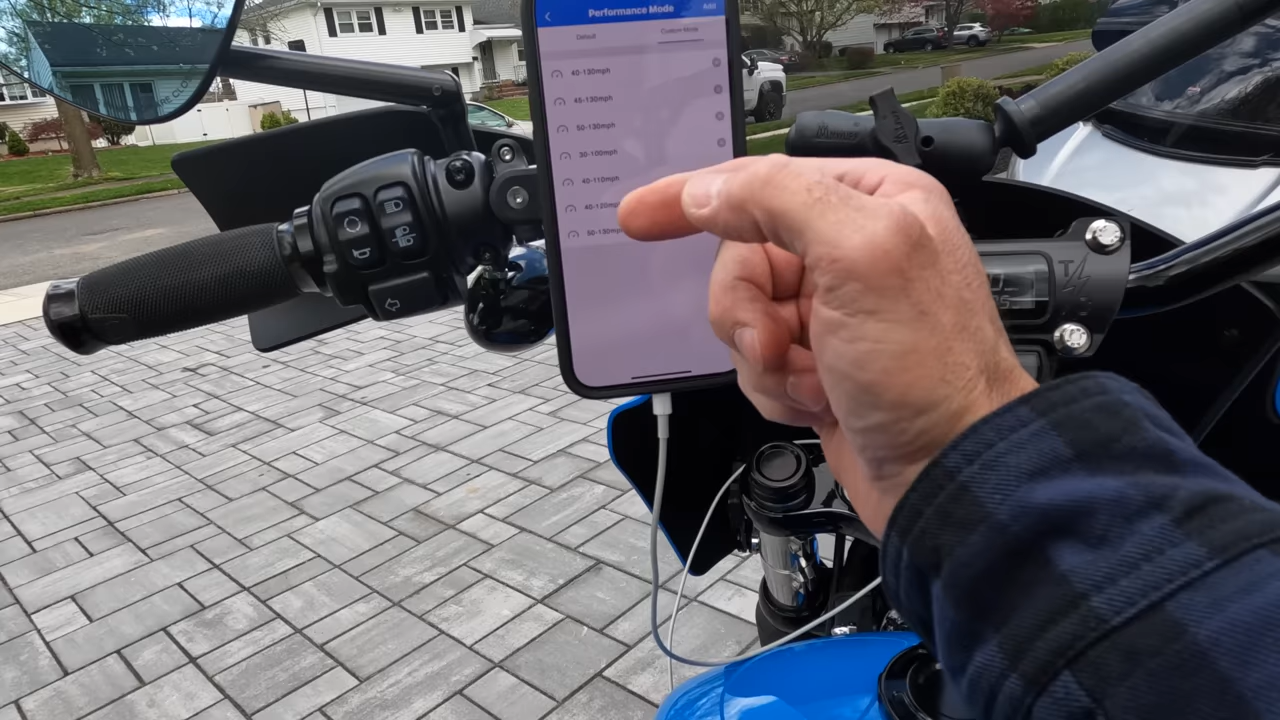 Performance Mode
Add
Default
Custom Mode
40-130mph
45-130mph
50-130mph
30-100mph
40-110mph
40-120mph
50-130mph